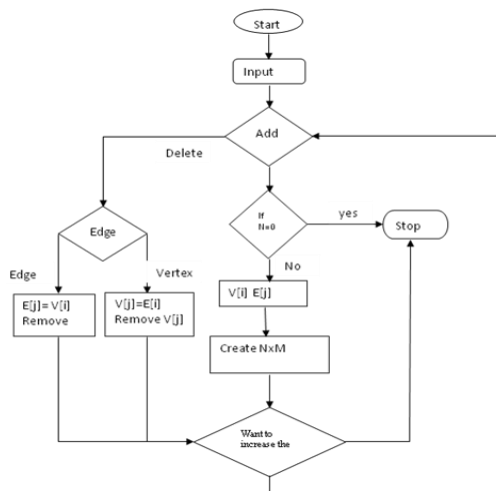 Start
Input
Add
Delete
If
N=0
yes
Stop
Edge
Edge
Vertex
No
E[j]= V[i]
Remove
V[j]=E[i]
Remove V[j]
V[i] E[j]
Create NxM
Want to
increase the